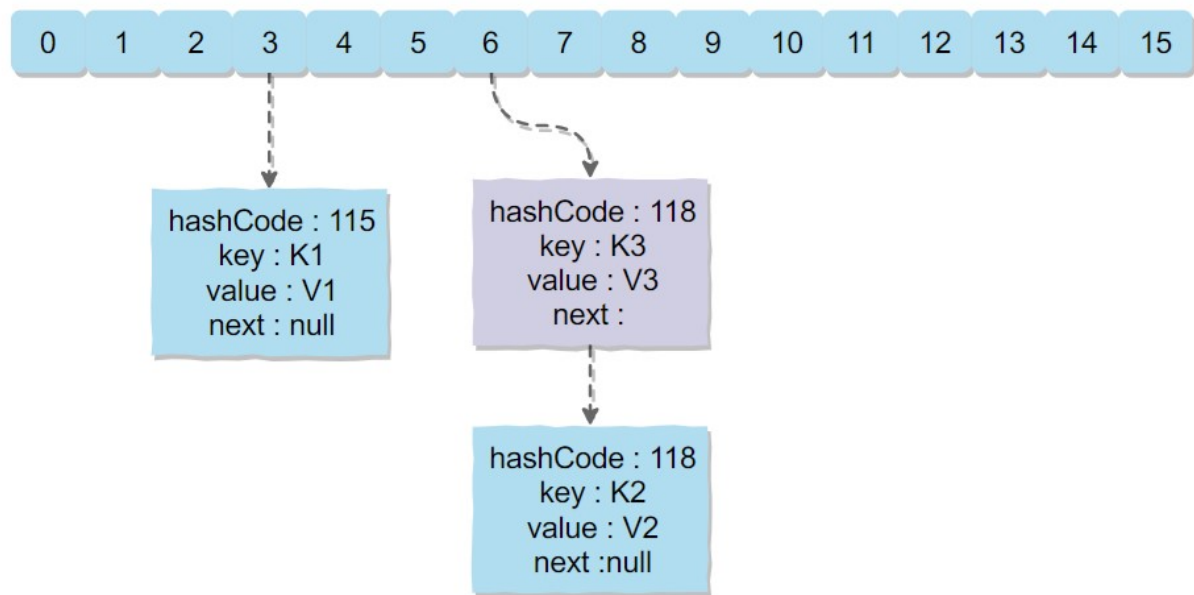 0 1 2 3 4 5 6 7 8 9 10 11 12 13 14 15
hashCode : 115
key : K1
value : V1
next : null
hashCode : 118
key : K3
value : V3
next :
hashCode : 118
key : K2
value : V2
next :null